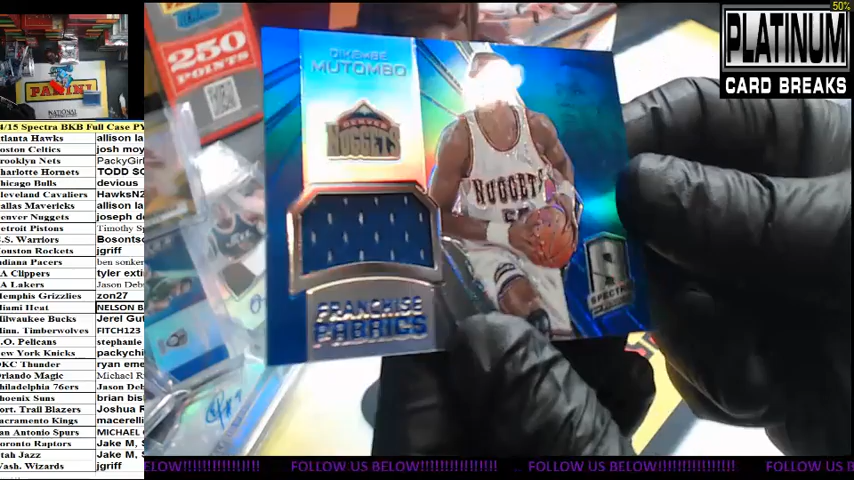 50%
PLATINUM
CARD BREAKS
250
POINTS
PANINI
NATIONAL
DIKEMBE
MUTOMBO
DENVER
NUGGETS
NUGGETS
FRANCHISE
FABRICS
SPECTRA
4/15 Spectra BKB Full Case PY
tlanta Hawks allison la
oston Celtics josh moy
rooklyn Nets PackyGir
harlotte Hornets TODD SC
hicago Bulls devious
leveland Cavaliers HawksN2
allas Mavericks allison la
enver Nuggets joseph d
etroit Pistons Timothy S
.S. Warriors Bosontsc
ouston Rockets jgriff
ndiana Pacers ben sonker
A Clippers tyler exti
A Lakers Jason Deb
emphis Grizzlies zon27
iami Heat NELSON B
ilwaukee Bucks Jerel Gut
inn. Timberwolves FITCH123
.O. Pelicans stephanie
ew York Knicks packychi
KC Thunder ryan eme
rlando Magic Michael R
hiladelphia 76ers Jason Deb
hoenix Suns brian bis
ort. Trail Blazers Joshua R
acramento Kings macerelli
an Antonio Spurs MICHAEL
oronto Raptors Jake M, S
tah Jazz Jake M, S
ash. Wizards jgriff
ELOW!!!!!!!!!!!!!!!! FOLLOW US BELOW!!!!!!!!!!!!!!!! FOLLOW US BELOW!!!!!!!!!!!!!!!! FOLLOW US B